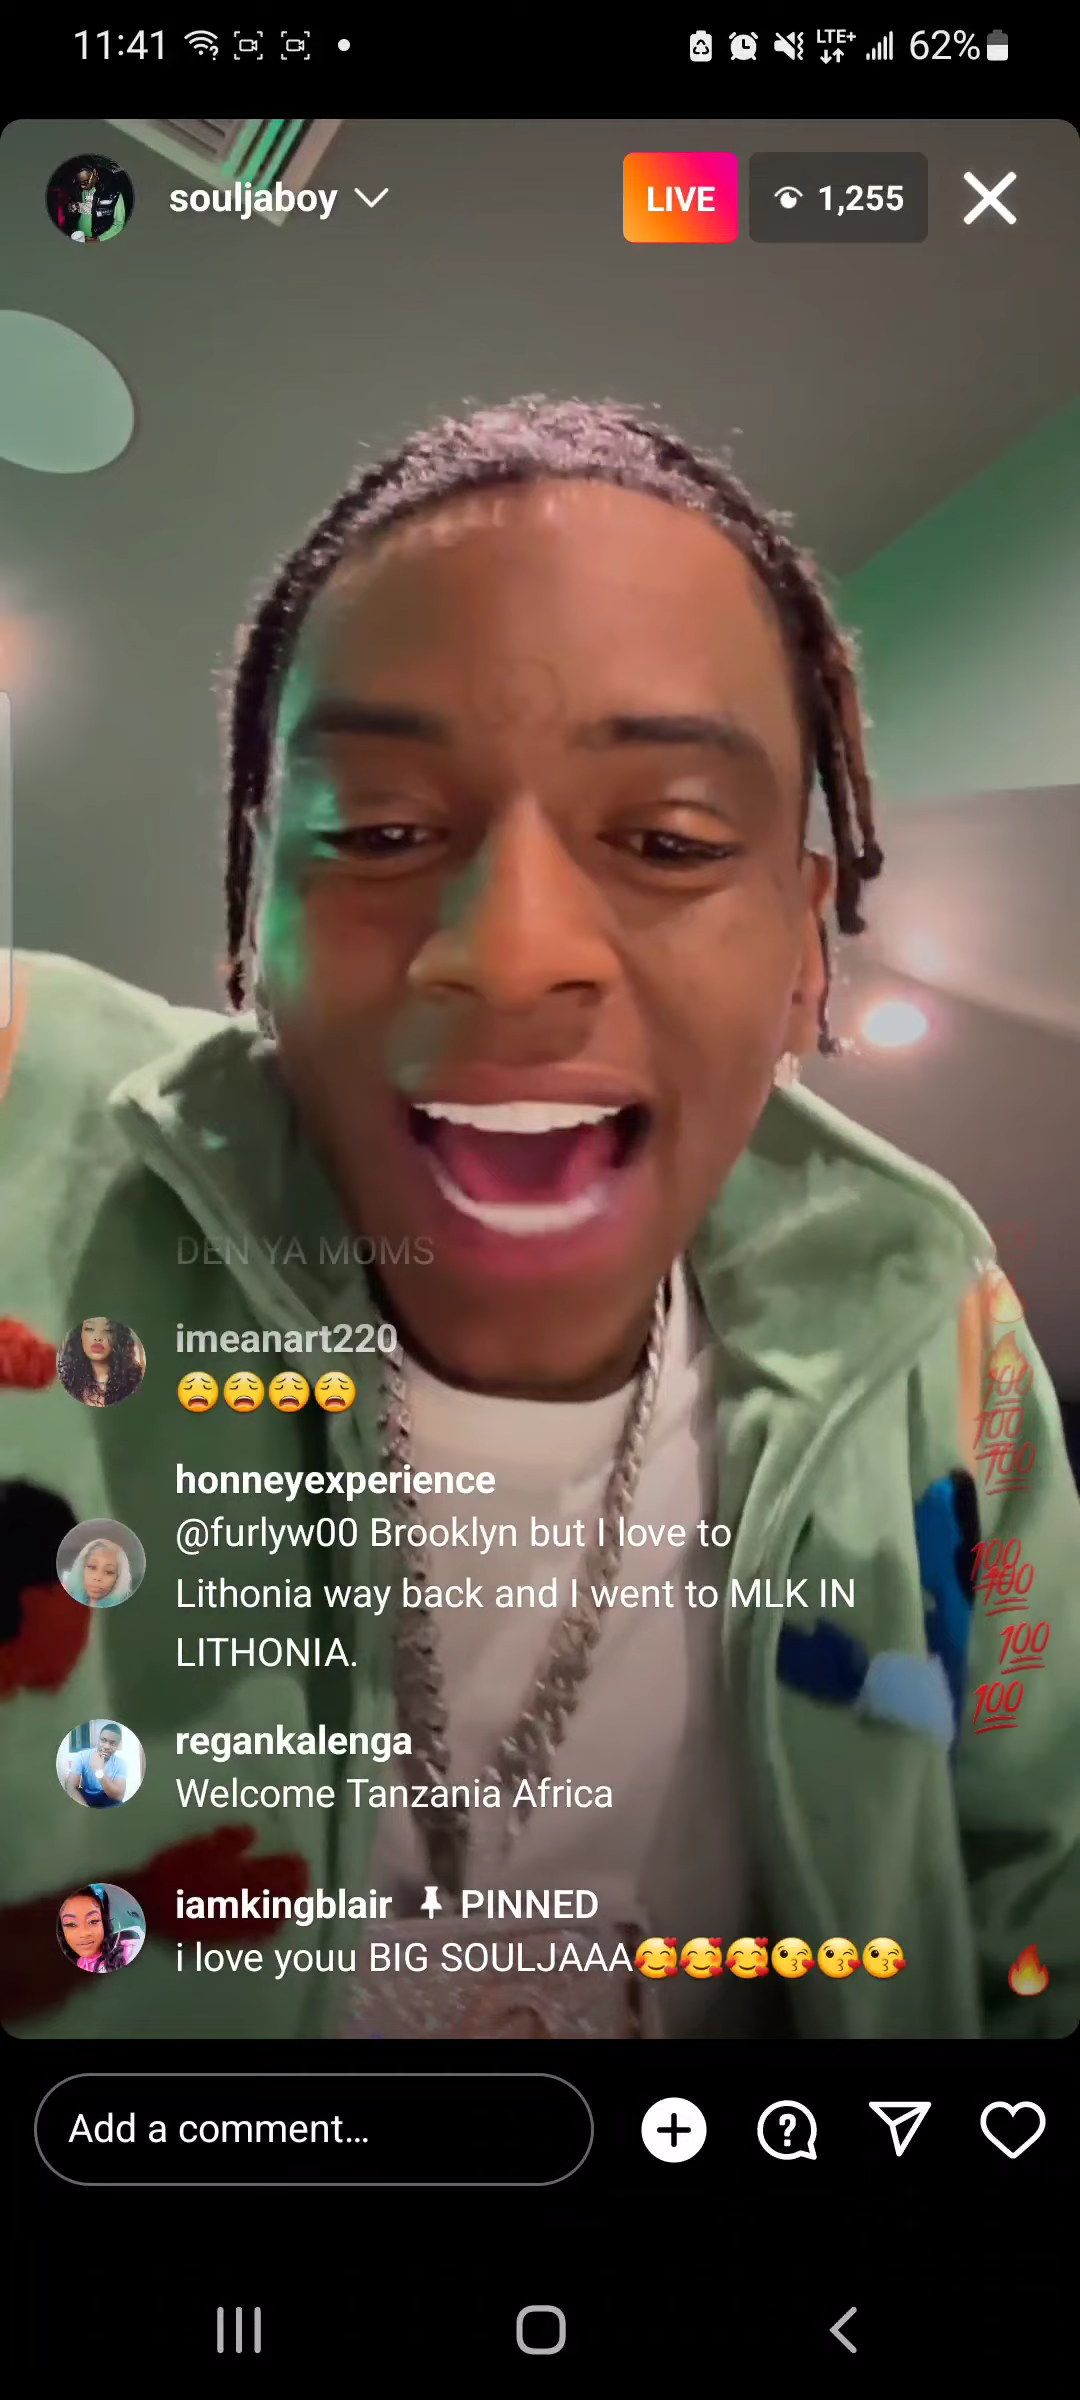 11:41
LTE+
62%
souljaboy
LIVE
1,255
DEN YA MOMS
imeanart220
😩😩😩😩
honneyexperience
@furlyw00 Brooklyn but I love to
Lithonia way back and I went to MLK IN
LITHONIA.
regankalenga
Welcome Tanzania Africa
iamkingblair PINNED
i love youu BIG SOULJAAA🥰🥰🥰😘😘😘
Add a comment...